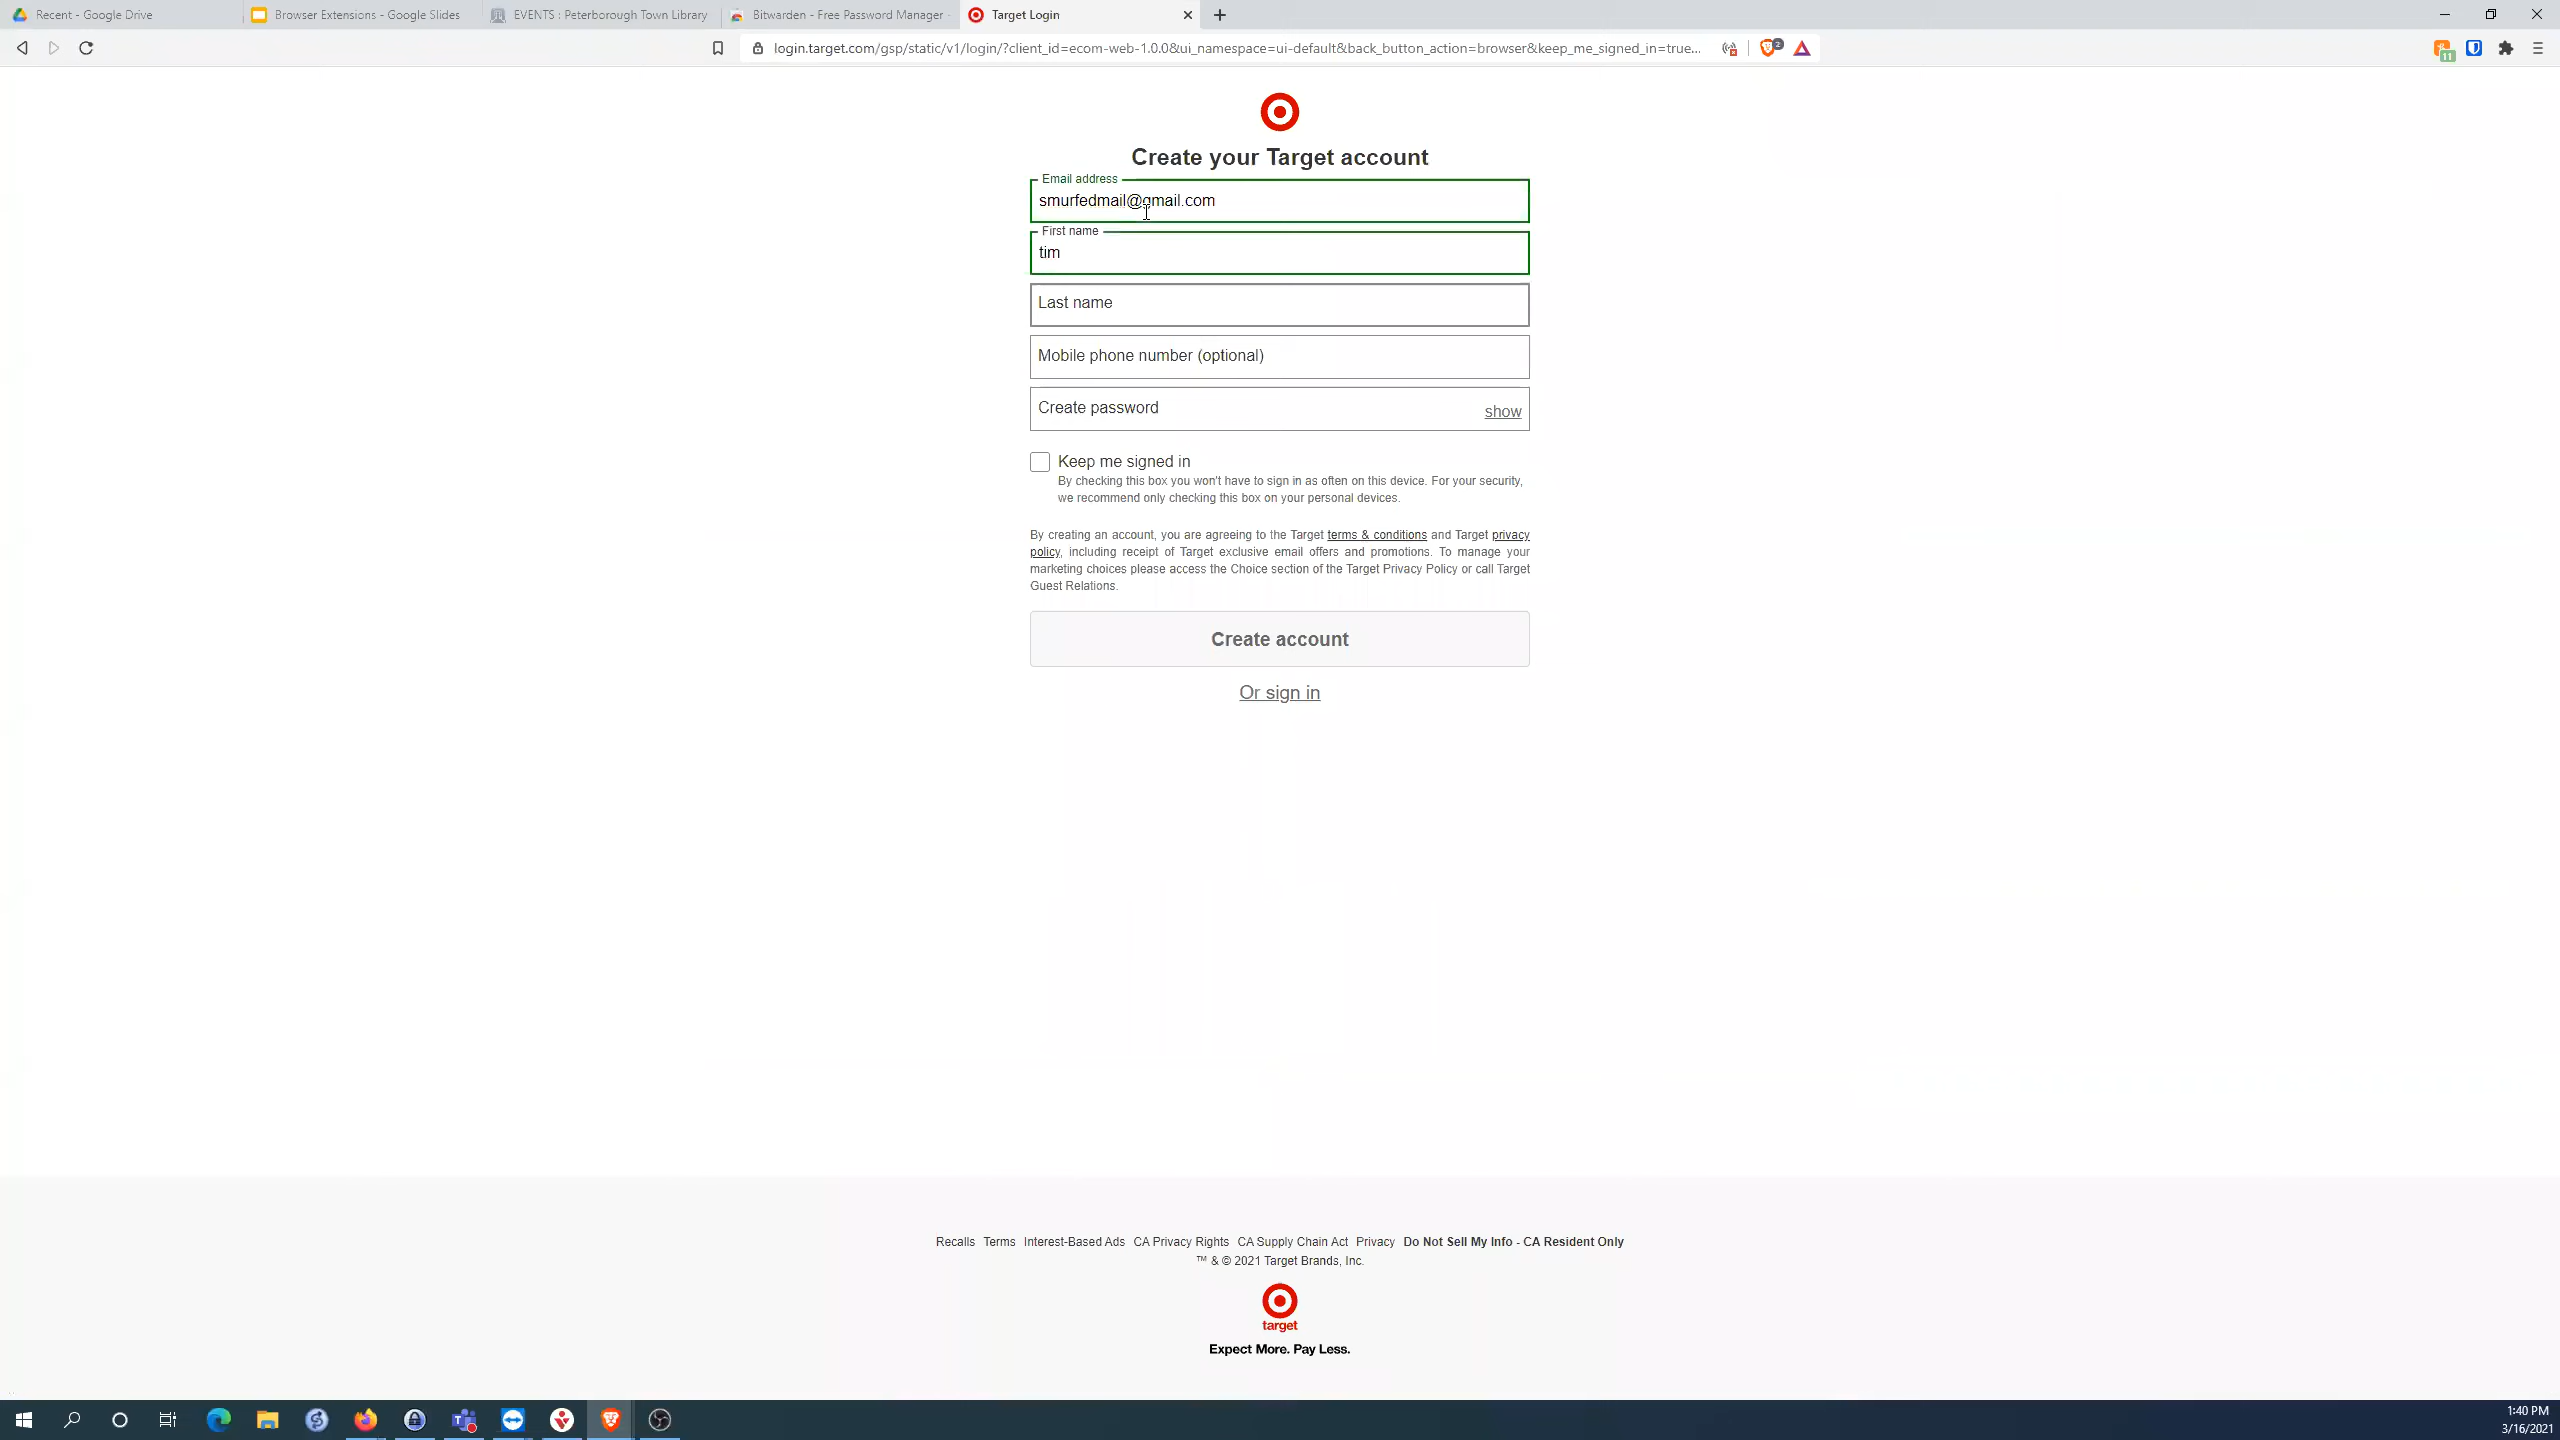 Recent - Google Drive
Browser Extensions - Google Slides
EVENTS : Peterborough Town Library
Bitwarden - Free Password Manager
Target Login
login.target.com/gsp/static/v1/login/?client_id=ecom-web-1.0.0&ui_namespace=ui-default&back_button_action=browser&keep_me_signed_in=true...
2
11
Create your Target account
Email address
smurfedmail@gmail.com
First name
tim
Last name
Mobile phone number (optional)
Create password
show
Keep me signed in
By checking this box you won't have to sign in as often on this device. For your security,
we recommend only checking this box on your personal devices.
By creating an account, you are agreeing to the Target terms & conditions and Target privacy
policy, including receipt of Target exclusive email offers and promotions. To manage your
marketing choices please access the Choice section of the Target Privacy Policy or call Target
Guest Relations.
Create account
Or sign in
Recalls Terms Interest-Based Ads CA Privacy Rights CA Supply Chain Act Privacy Do Not Sell My Info - CA Resident Only
™ & © 2021 Target Brands, Inc.
target
Expect More. Pay Less.
1:40 PM
3/16/2021